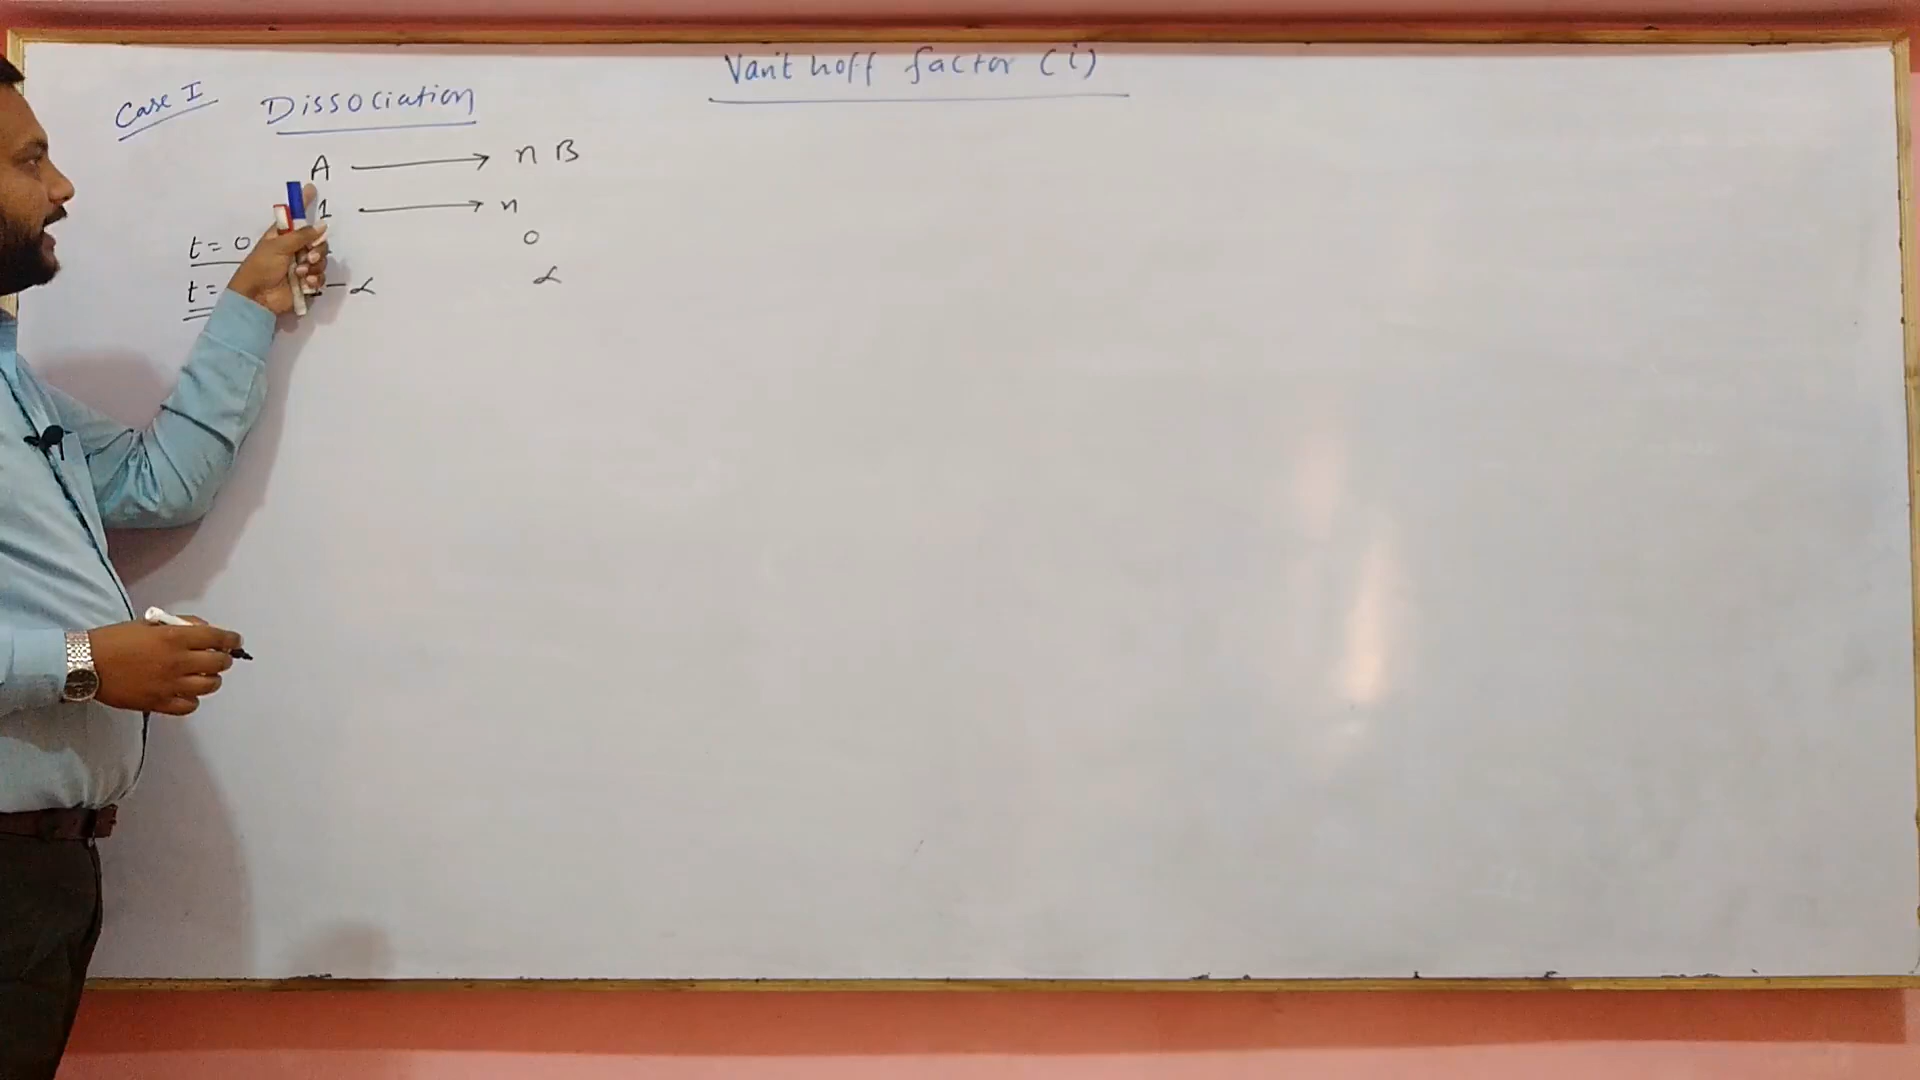 Vant hoff factor (i)
Case I Dissociation
A ⟶ n B
1 ⟶ n
t = 0 0
t = - α α